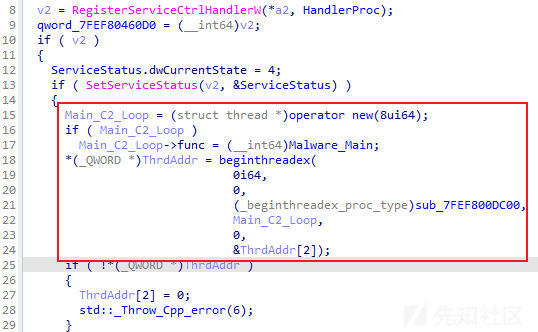 8 v2 = RegisterServiceCtrlHandlerW(*a2, HandlerProc);
9 qword_7FEF80460D0 = (__int64)v2;
10 if ( v2 )
11 {
12 ServiceStatus.dwCurrentState = 4;
13 if ( SetServiceStatus(v2, &ServiceStatus) )
14 {
15 Main_C2_Loop = (struct thread *)operator new(8ui64);
16 if ( Main_C2_Loop )
17 Main_C2_Loop->func = (__int64)Malware_Main;
18 *(_QWORD *)ThrdAddr = beginthreadex(
19 0i64,
20 0,
21 (_beginthreadex_proc_type)sub_7FEF800DC00,
22 Main_C2_Loop,
23 0,
24 &ThrdAddr[2]);
25 if ( !*(_QWORD *)ThrdAddr )
26 {
27 ThrdAddr[2] = 0;
28 std::_Throw_Cpp_error(6);
29 }
先知社区